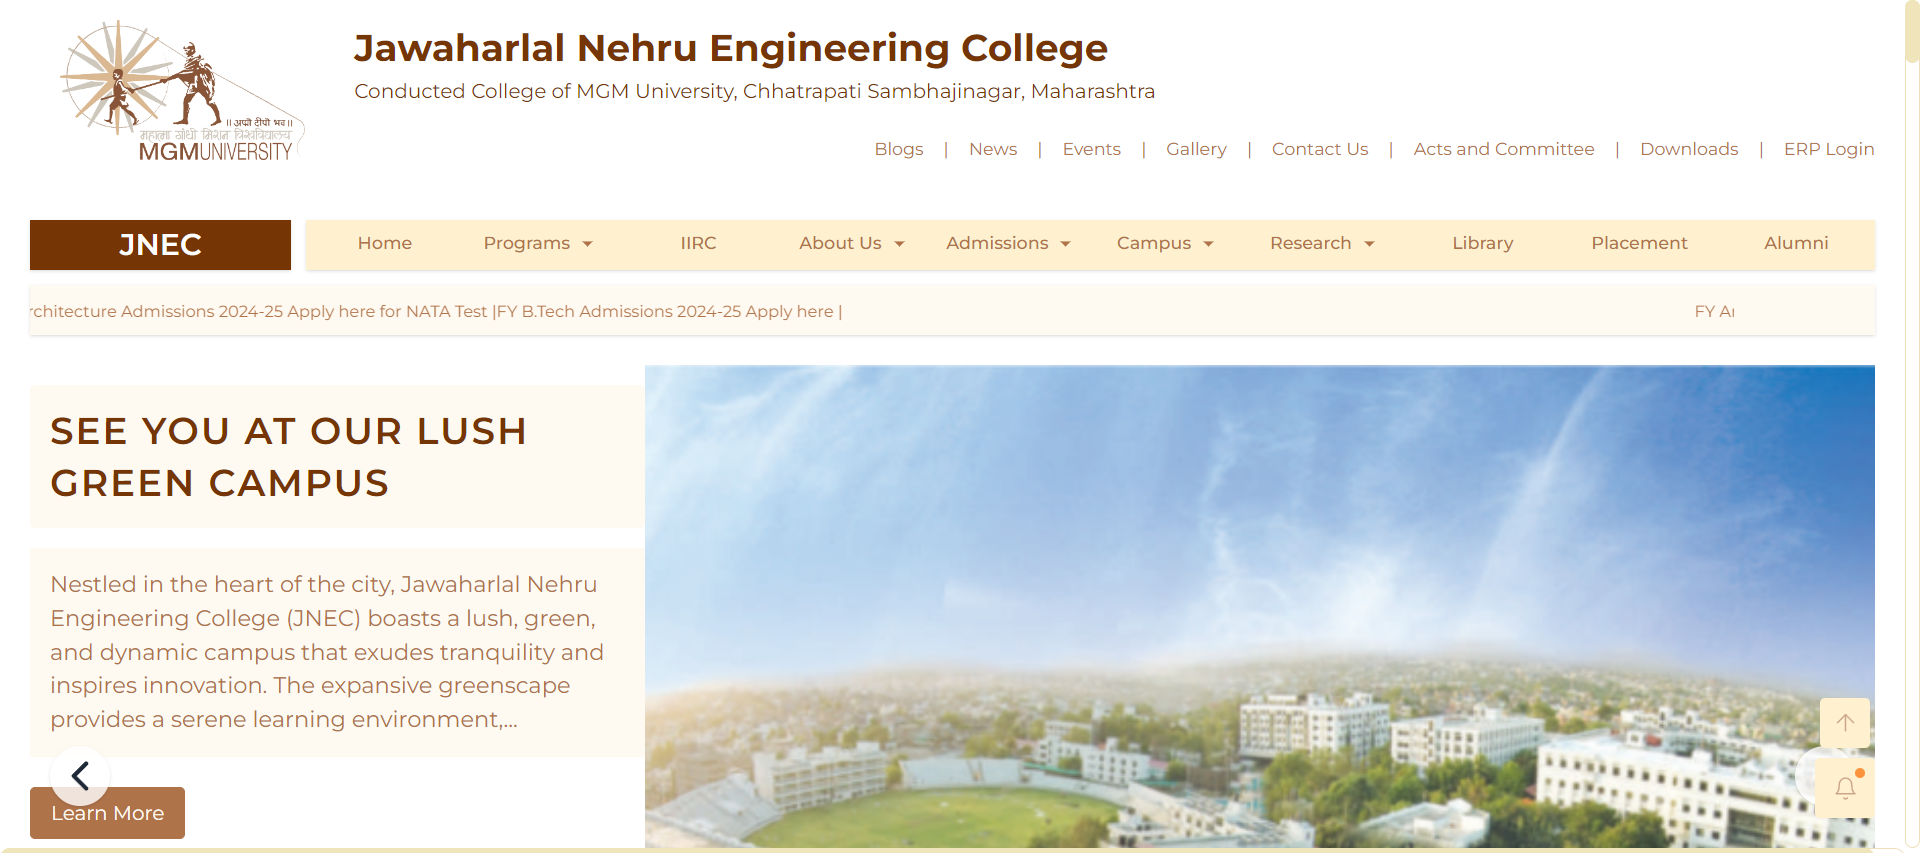 Jawaharlal Nehru Engineering College
Conducted College of MGM University, Chhatrapati Sambhajinagar, Maharashtra
॥ अप्पो दीपो भव॥
महात्मा गांधी मिशन विश्वविद्यालय
MGMUNIVERSITY
Blogs | News | Events | Gallery | Contact Us | Acts and Committee | Downloads | ERP Login
JNEC
Home Programs IIRC About Us Admissions Campus Research Library Placement Alumni
rchitecture Admissions 2024-25 Apply here for NATA Test |FY B.Tech Admissions 2024-25 Apply here | FY
SEE YOU AT OUR LUSH
GREEN CAMPUS
Nestled in the heart of the city, Jawaharlal Nehru
Engineering College (JNEC) boasts a lush, green,
and dynamic campus that exudes tranquility and
inspires innovation. The expansive greenscape
provides a serene learning environment,...
Learn More